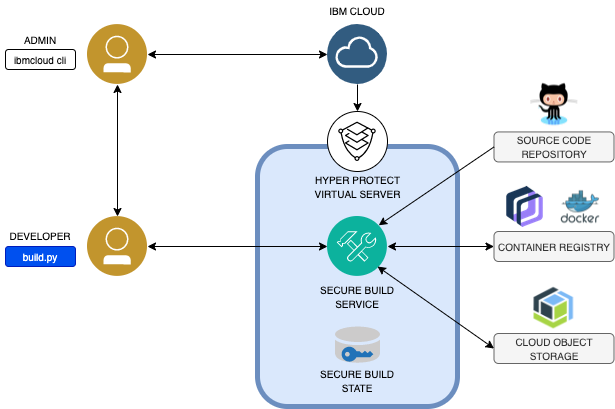 IBM CLOUD
ADMIN
ibmcloud cli
SOURCE CODE
REPOSITORY
HYPER PROTECT
VIRTUAL SERVER
docker
DEVELOPER
build.py
CONTAINER REGISTRY
SECURE BUILD
SERVICE
CLOUD OBJECT
STORAGE
SECURE BUILD
STATE